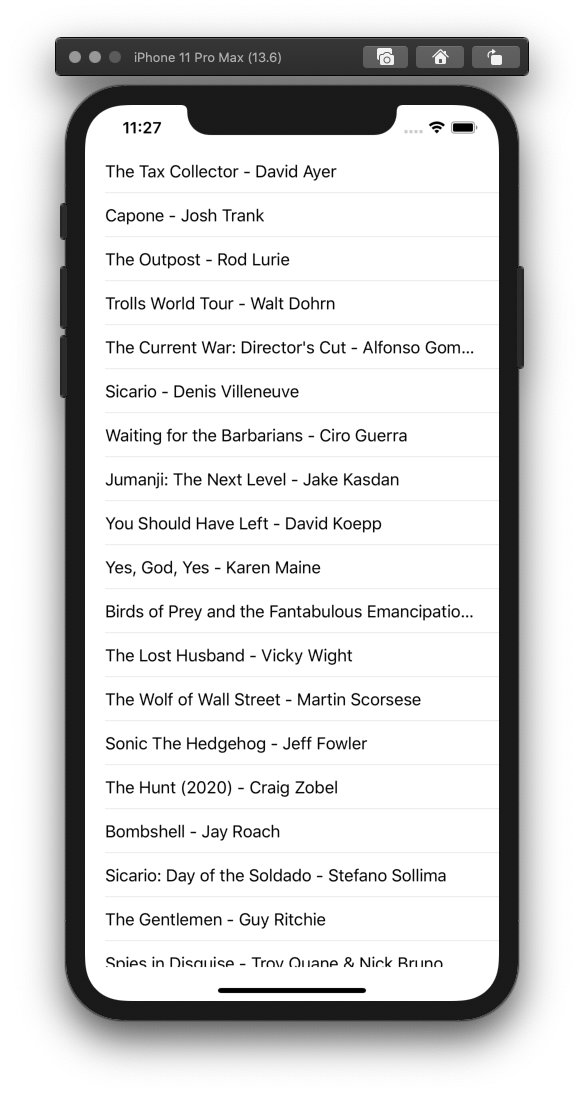 iPhone 11 Pro Max (13.6)
11:27
The Tax Collector - David Ayer
Capone - Josh Trank
The Outpost - Rod Lurie
Trolls World Tour - Walt Dohrn
The Current War: Director's Cut - Alfonso Gom...
Sicario - Denis Villeneuve
Waiting for the Barbarians - Ciro Guerra
Jumanji: The Next Level - Jake Kasdan
You Should Have Left - David Koepp
Yes, God, Yes - Karen Maine
Birds of Prey and the Fantabulous Emancipatio...
The Lost Husband - Vicky Wight
The Wolf of Wall Street - Martin Scorsese
Sonic The Hedgehog - Jeff Fowler
The Hunt (2020) - Craig Zobel
Bombshell - Jay Roach
Sicario: Day of the Soldado - Stefano Sollima
The Gentlemen - Guy Ritchie
Spies in Disguise - Troy Quane & Nick Bruno